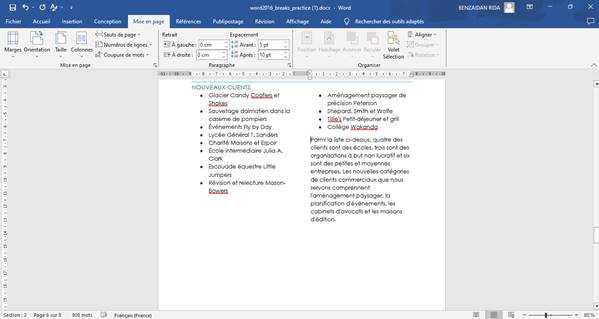 word2016_breaks_practice (1).docx - Word
BENZAIDAN RIDA
Fichier Accueil Insertion Conception Mise en page Références Publipostage Révision Affichage Aide Rechercher des outils adaptés
Marges Orientation Taille Colonnes
Sauts de page
Numéros de lignes
Coupure de mots
Mise en page
Retrait Espacement
À gauche : 0 cm Avant : 5 pt
À droite : 0 cm Après : 10 pt
Paragraphe
Position
Volet Sélection
Aligner
Grouper
Rotation
Organiser
NOUVEAUX CLIENTS
• Glacier Candy Coafers et
Shakes
• Sauvetage dalmatien dans la
caserne de pompiers
• Événements Fly by Day
• Lycée Général T. Sanders
• Charité Maisons et Espoir
• École intermédiaire Julia A.
Clark
• Escouade équestre Little
Jumpers
• Révision et relecture Mason-
Bowers
• Aménagement paysager de
précision Peterson
• Shepard, Smith et Wolfe
• Tillie's Petit-déjeuner et grill
• Collège Wakanda
Parmi la liste ci-dessus, quatre des
clients sont des écoles, trois sont des
organisations à but non lucratif et six
sont des petites et moyennes
entreprises. Les nouvelles catégories
de clients commerciaux que nous
servons comprennent
l'aménagement paysager, la
planification d'événements, les
cabinets d'avocats et les maisons
d'édition.
Section : 2 Page 6 sur 8 809 mots Français (France) 80 %